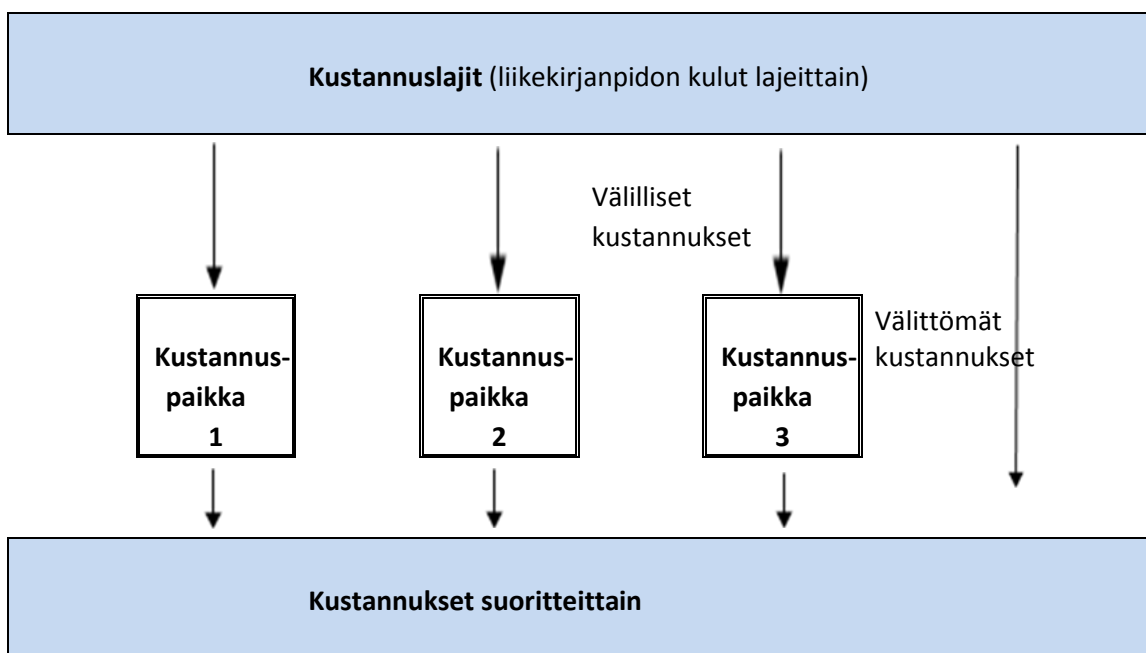 Kustannuslajit (liikekirjanpidon kulut lajeittain)
Välilliset
kustannukset
Kustannus-
paikka
1
Kustannus-
paikka
2
Kustannus-
paikka
3
Välittömät
kustannukset
Kustannukset suoritteittain